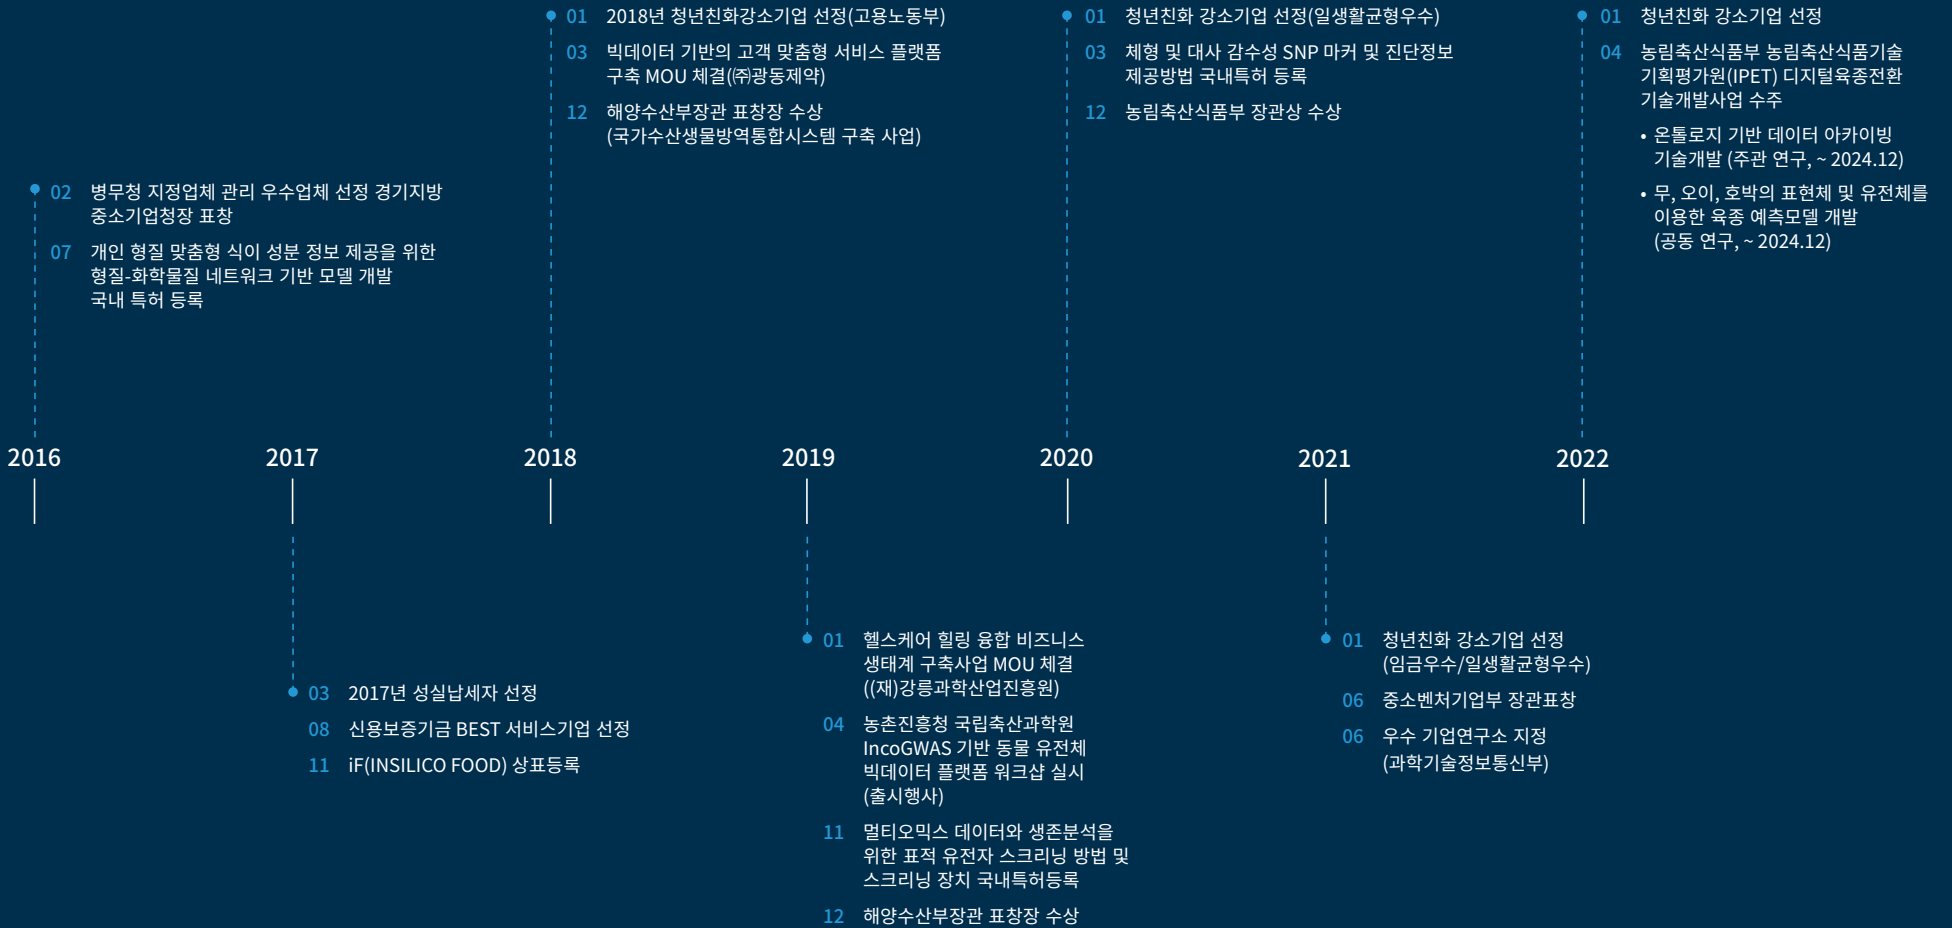 01 2018년 청년친화강소기업 선정(고용노동부)
03 빅데이터 기반의 고객 맞춤형 서비스 플랫폼
구축 MOU 체결(㈜광동제약)
12 해양수산부장관 표창장 수상
(국가수산생물방역통합시스템 구축 사업)
01 청년친화 강소기업 선정(일생활균형우수)
03 체형 및 대사 감수성 SNP 마커 및 진단정보
제공방법 국내특허 등록
12 농림축산식품부 장관상 수상
01 청년친화 강소기업 선정
04 농림축산식품부 농림축산식품기술
기획평가원(IPET) 디지털육종전환
기술개발사업 수주
• 온톨로지 기반 데이터 아카이빙
기술개발 (주관 연구, ~ 2024.12)
• 무, 오이, 호박의 표현체 및 유전체를
이용한 육종 예측모델 개발
(공동 연구, ~ 2024.12)
02 병무청 지정업체 관리 우수업체 선정 경기지방
중소기업청장 표창
07 개인 형질 맞춤형 식이 성분 정보 제공을 위한
형질-화학물질 네트워크 기반 모델 개발
국내 특허 등록
2016 2017 2018 2019 2020 2021 2022
03 2017년 성실납세자 선정
08 신용보증기금 BEST 서비스기업 선정
11 iF(INSILICO FOOD) 상표등록
01 헬스케어 힐링 융합 비즈니스
생태계 구축사업 MOU 체결
((재)강릉과학산업진흥원)
04 농촌진흥청 국립축산과학원
IncoGWAS 기반 동물 유전체
빅데이터 플랫폼 워크샵 실시
(출시행사)
11 멀티오믹스 데이터와 생존분석을
위한 표적 유전자 스크리닝 방법 및
스크리닝 장치 국내특허등록
12 해양수산부장관 표창장 수상
01 청년친화 강소기업 선정
(임금우수/일생활균형우수)
06 중소벤처기업부 장관표창
06 우수 기업연구소 지정
(과학기술정보통신부)